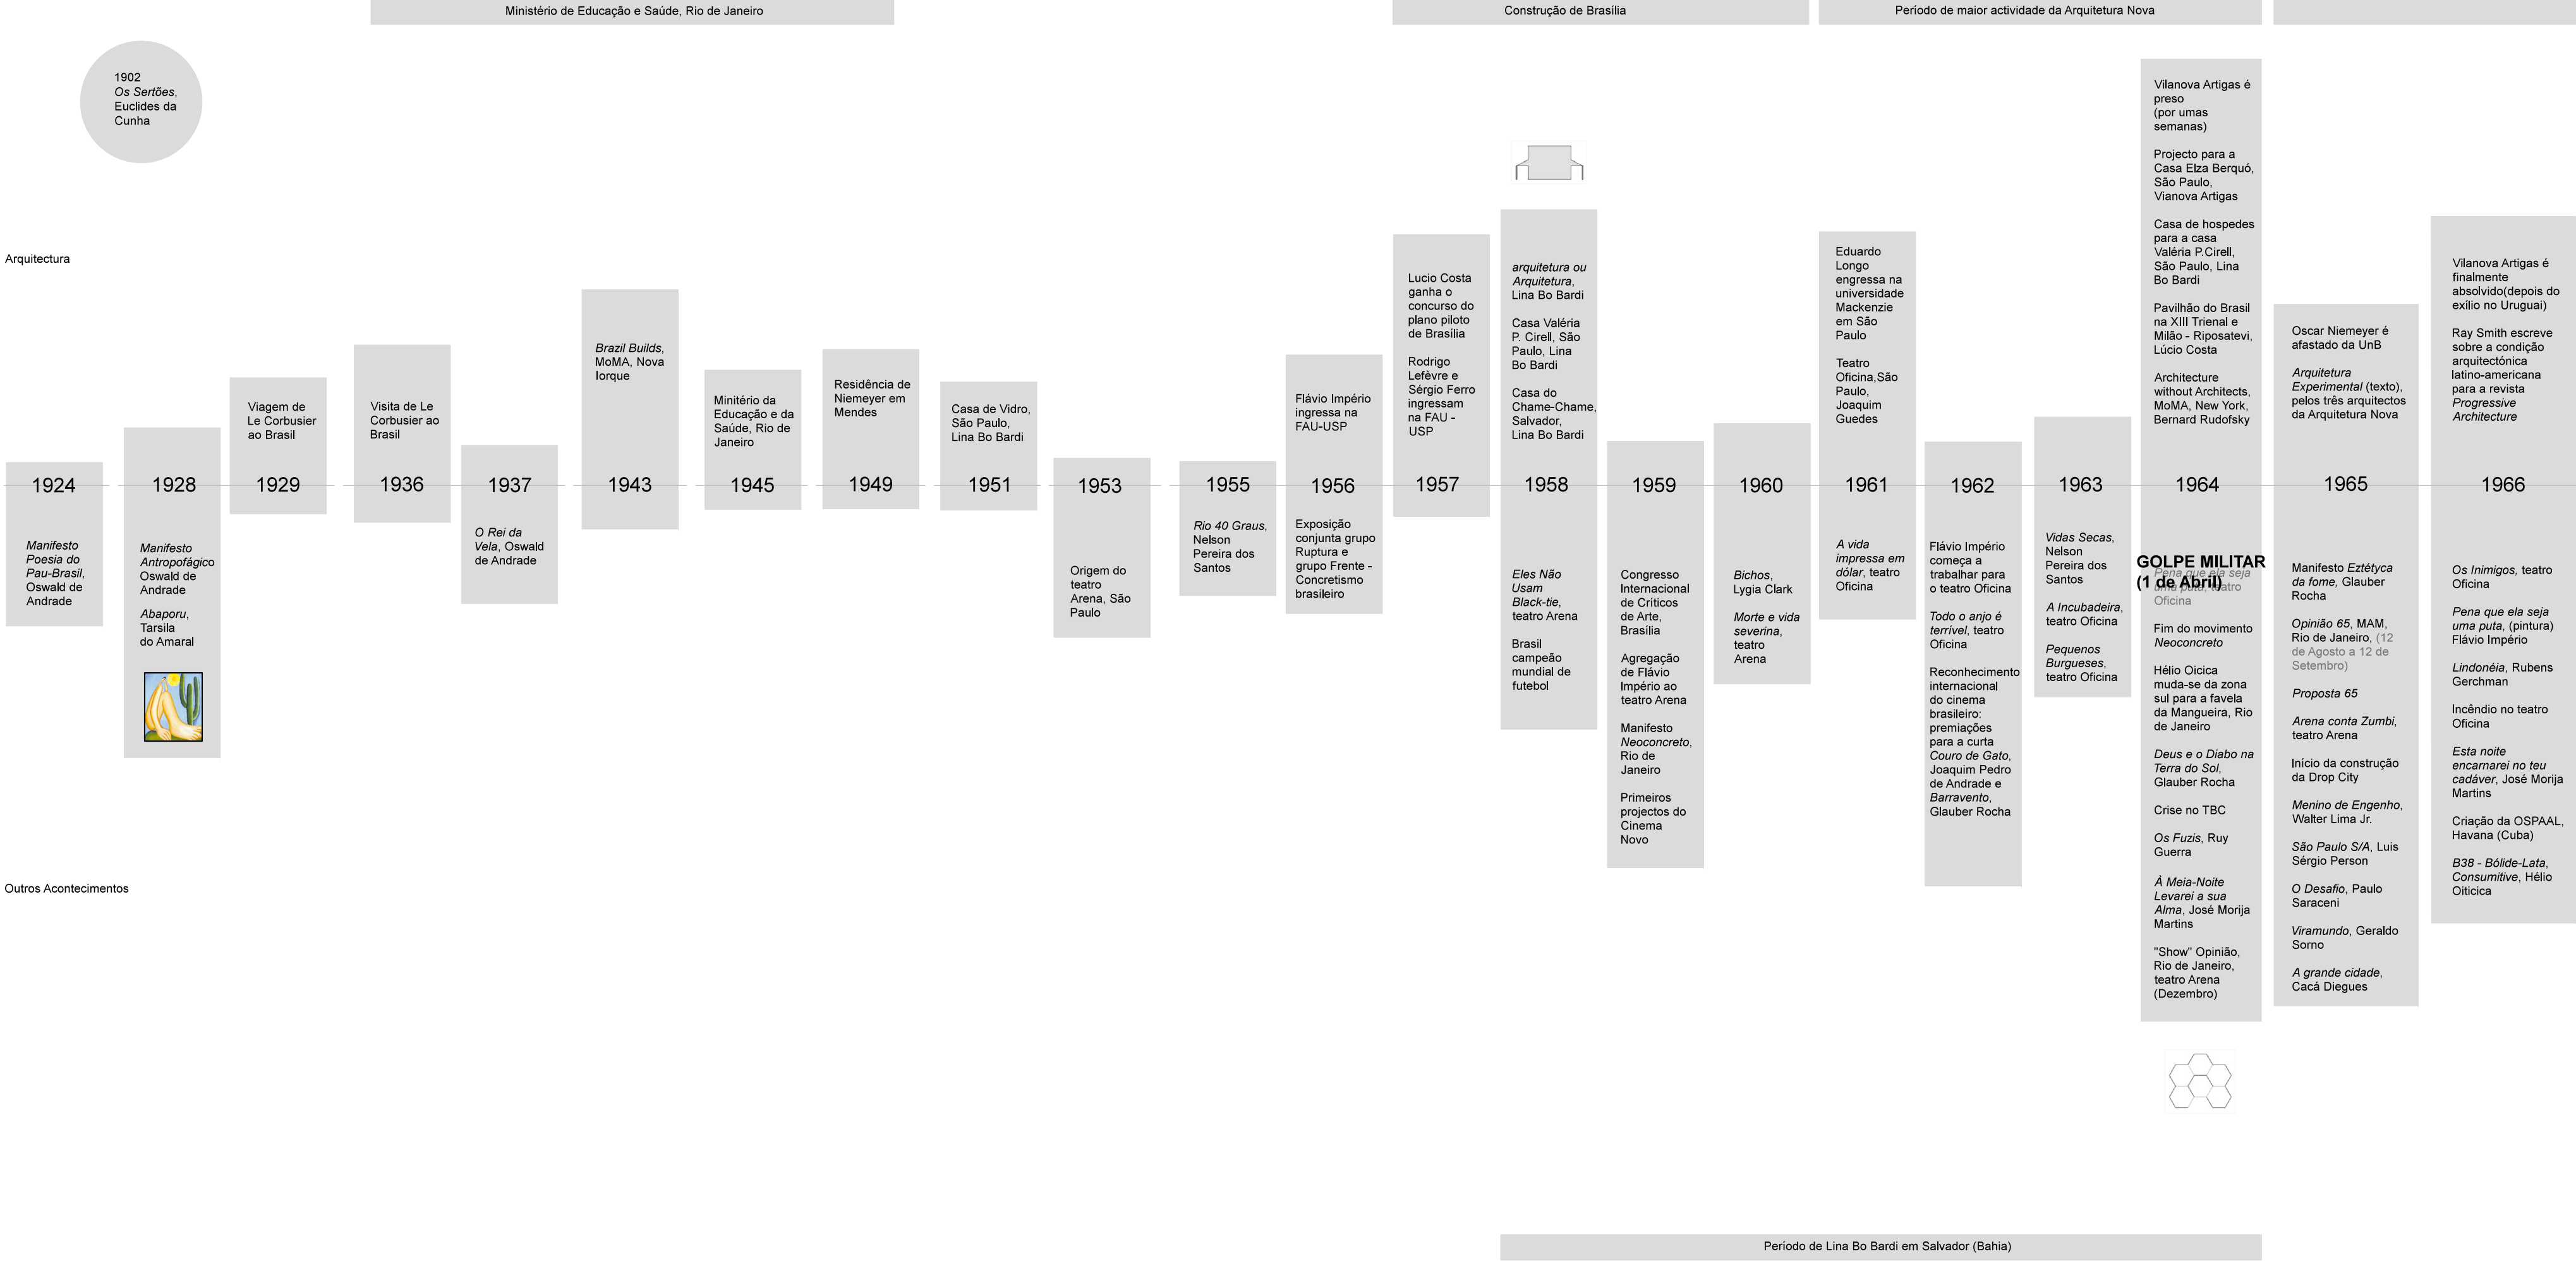 Ministério de Educação e Saúde, Rio de Janeiro
Construção de Brasília
Período de maior actividade da Arquitetura Nova
1902
Os Sertões,
Euclides da
Cunha
Arquitectura
1924
Manifesto
Poesia do
Pau-Brasil,
Oswald de
Andrade
1928
Manifesto
Antropofágico
Oswald de
Andrade
Abaporu,
Tarsila
do Amaral
Viagem de
Le Corbusier
ao Brasil
1929
Visita de Le
Corbusier ao
Brasil
1936
1937
O Rei da
Vela, Oswald
de Andrade
Brazil Builds,
MoMA, Nova
Iorque
1943
Minitério da
Educação e da
Saúde, Rio de
Janeiro
1945
Residência de
Niemeyer em
Mendes
1949
Casa de Vidro,
São Paulo,
Lina Bo Bardi
1951
1953
Origem do
teatro
Arena, São
Paulo
1955
Rio 40 Graus,
Nelson
Pereira dos
Santos
Flávio Império
ingressa na
FAU-USP
1956
Exposição
conjunta grupo
Ruptura e
grupo Frente -
Concretismo
brasileiro
Lucio Costa
ganha o
concurso do
plano piloto
de Brasília
Rodrigo
Lefèvre e
Sérgio Ferro
ingressam
na FAU -
USP
1957
arquitetura ou
Arquitetura,
Lina Bo Bardi
Casa Valéria
P. Cirell, São
Paulo, Lina
Bo Bardi
Casa do
Chame-Chame,
Salvador,
Lina Bo Bardi
1958
Eles Não
Usam
Black-tie,
teatro Arena
Brasil
campeão
mundial de
futebol
1959
Congresso
Internacional
de Críticos
de Arte,
Brasília
Agregação
de Flávio
Império ao
teatro Arena
Manifesto
Neoconcreto,
Rio de
Janeiro
Primeiros
projectos do
Cinema
Novo
1960
Bichos,
Lygia Clark
Morte e vida
severina,
teatro
Arena
Eduardo
Longo
engressa na
universidade
Mackenzie
em São
Paulo
Teatro
Oficina,São
Paulo,
Joaquim
Guedes
1961
A vida
impressa em
dólar, teatro
Oficina
1962
Flávio Império
começa a
trabalhar para
o teatro Oficina
Todo o anjo é
terrível, teatro
Oficina
Reconhecimento
internacional
do cinema
brasileiro:
premiações
para a curta
Couro de Gato,
Joaquim Pedro
de Andrade e
Barravento,
Glauber Rocha
1963
Vidas Secas,
Nelson
Pereira dos
Santos
A Incubadeira,
teatro Oficina
Pequenos
Burgueses,
teatro Oficina
Vilanova Artigas é
preso
(por umas
semanas)
Projecto para a
Casa Elza Berquó,
São Paulo,
Vianova Artigas
Casa de hospedes
para a casa
Valéria P.Cirell,
São Paulo, Lina
Bo Bardi
Pavilhão do Brasil
na XIII Trienal e
Milão - Riposatevi,
Lúcio Costa
Architecture
without Architects,
MoMA, New York,
Bernard Rudofsky
1964
GOLPE MILITAR
Pena que ela seja
(1 de Abril)
uma puta, teatro
Oficina
Fim do movimento
Neoconcreto
Hélio Oicica
muda-se da zona
sul para a favela
da Mangueira, Rio
de Janeiro
Deus e o Diabo na
Terra do Sol,
Glauber Rocha
Crise no TBC
Os Fuzis, Ruy
Guerra
À Meia-Noite
Levarei a sua
Alma, José Morija
Martins
"Show" Opinião,
Rio de Janeiro,
teatro Arena
(Dezembro)
Oscar Niemeyer é
afastado da UnB
Arquitetura
Experimental (texto),
pelos três arquitectos
da Arquitetura Nova
1965
Manifesto Eztétyca
da fome, Glauber
Rocha
Opinião 65, MAM,
Rio de Janeiro, (12
de Agosto a 12 de
Setembro)
Proposta 65
Arena conta Zumbi,
teatro Arena
Início da construção
da Drop City
Menino de Engenho,
Walter Lima Jr.
São Paulo S/A, Luis
Sérgio Person
O Desafio, Paulo
Saraceni
Viramundo, Geraldo
Sorno
A grande cidade,
Cacá Diegues
Vilanova Artigas é
finalmente
absolvido(depois do
exílio no Uruguai)
Ray Smith escreve
sobre a condição
arquitectónica
latino-americana
para a revista
Progressive
Architecture
1966
Os Inimigos, teatro
Oficina
Pena que ela seja
uma puta, (pintura)
Flávio Império
Lindonéia, Rubens
Gerchman
Incêndio no teatro
Oficina
Esta noite
encarnarei no teu
cadáver, José Morija
Martins
Criação da OSPAAL,
Havana (Cuba)
B38 - Bólide-Lata,
Consumitive, Hélio
Oiticica
Outros Acontecimentos
Período de Lina Bo Bardi em Salvador (Bahia)